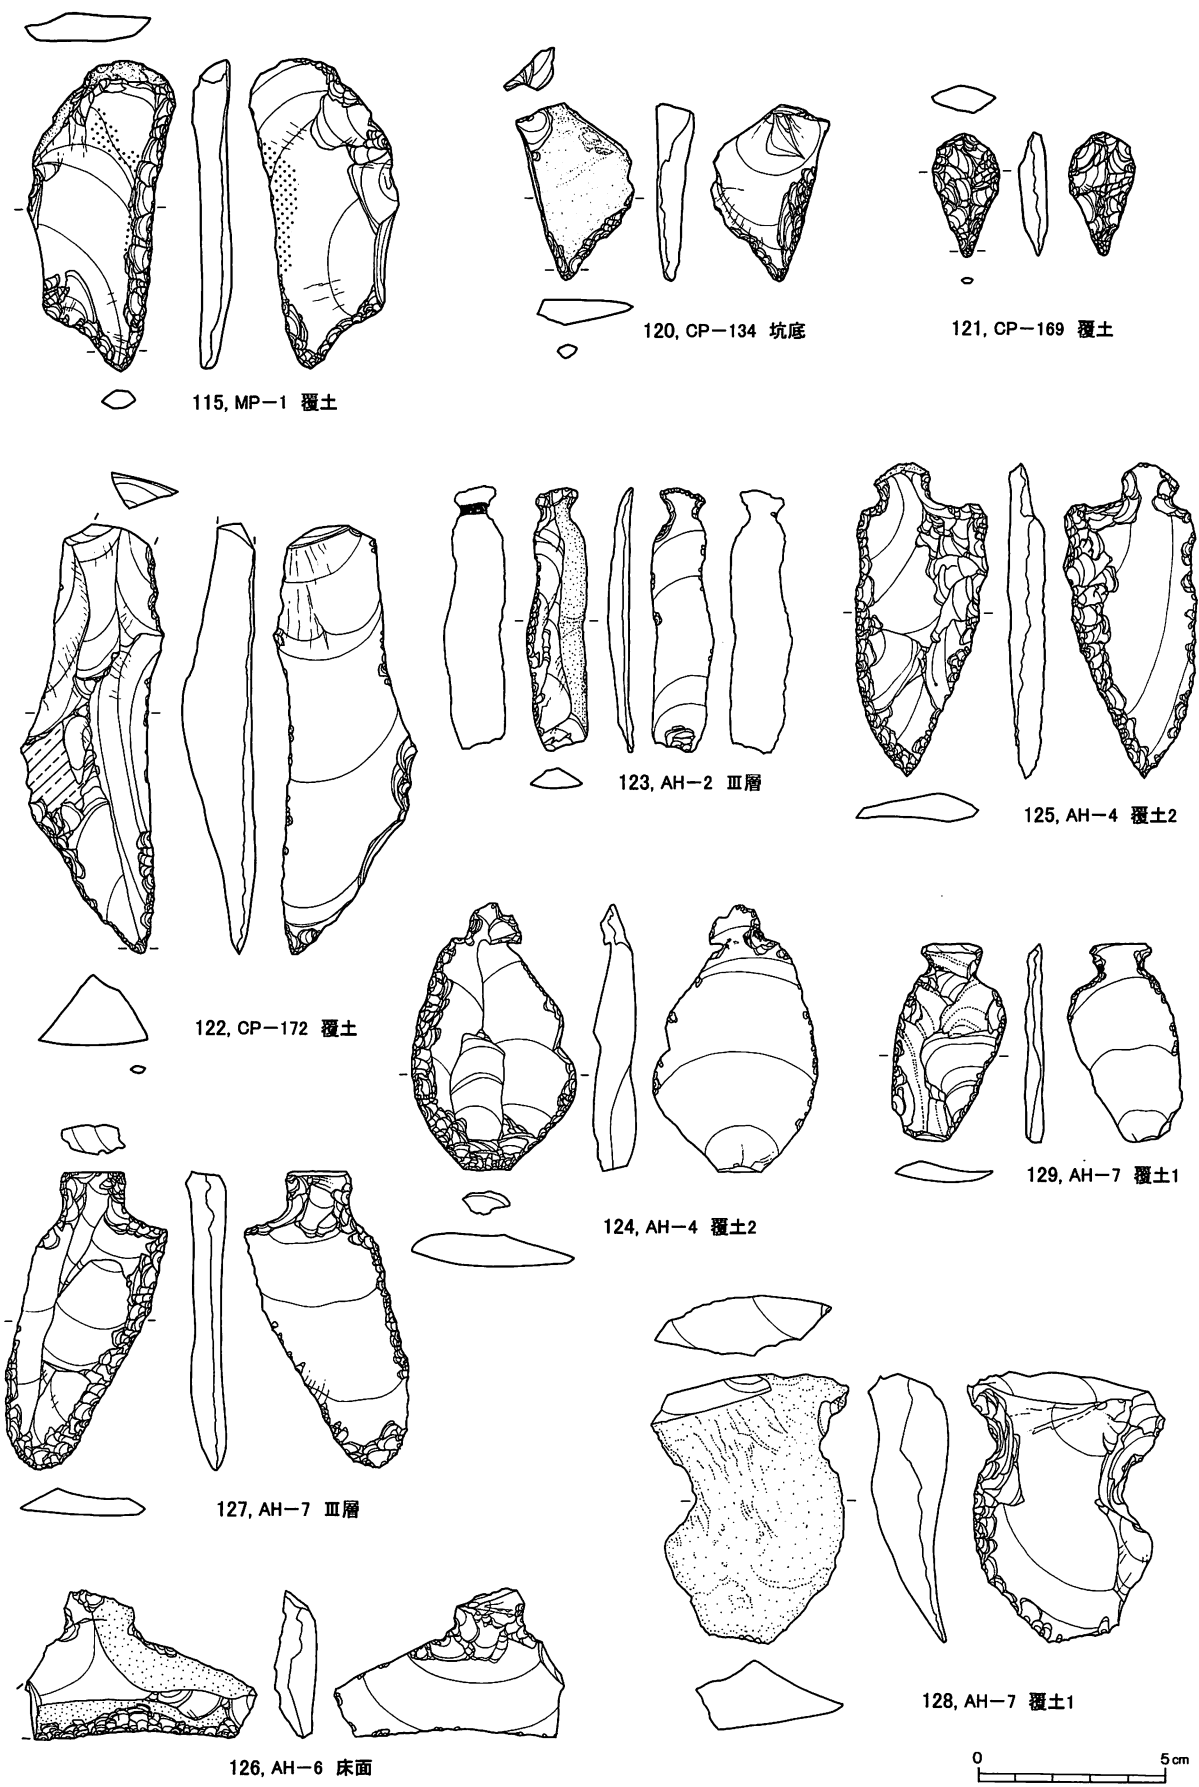 115, MP－1 覆土
120, CP－134 坑底
121, CP－169 覆土
122, CP－172 覆土
123, AH－2 Ⅲ層
125, AH－4 覆土2
124, AH－4 覆土2
129, AH－7 覆土1
127, AH－7 Ⅲ層
128, AH－7 覆土1
126, AH－6 床面
0 5cm